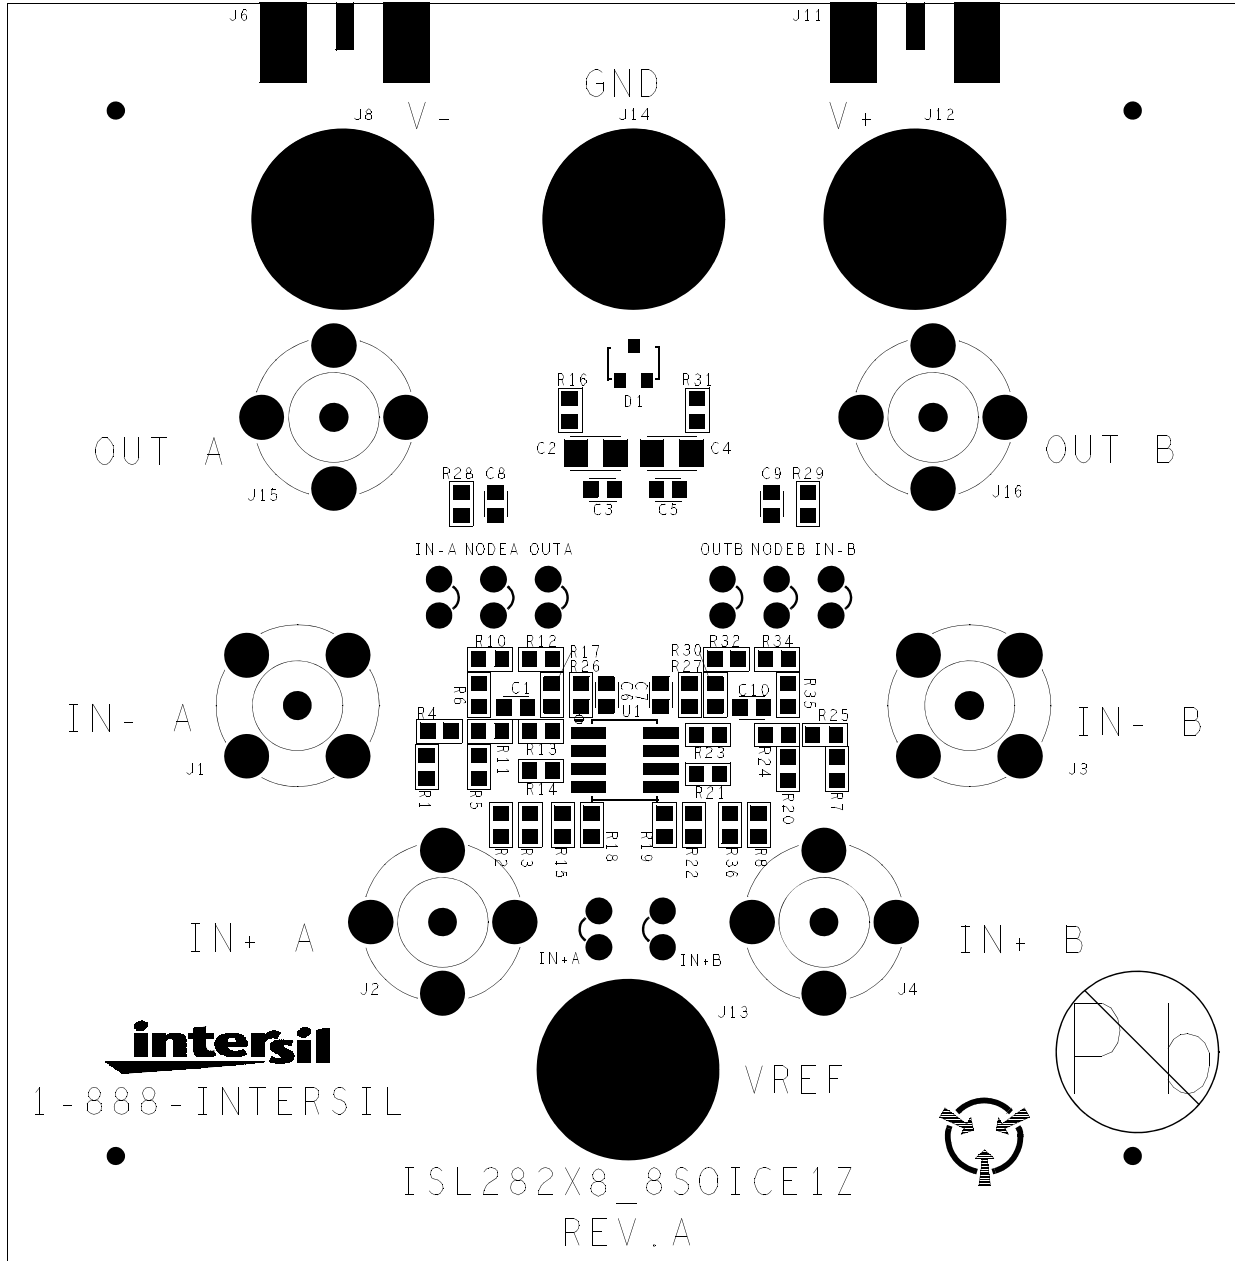 J6
J11
GND
J8
V-
J14
V+
J12
R16
R31
D1
OUT A
C2
C4
OUT B
R28
C8
C9
R29
J15
C3
C5
J16
IN-A NODEA OUTA
OUTB NODEB IN-B
R10
R12
R17
R30
R32
R34
R26
R27
R6
C1
C6
C7
C10
R35
IN- A
R4
U1
R25
IN- B
R11
R13
R23
R24
J1
R1
R5
R14
R21
R20
R7
J3
R2
R3
R15
R18
R19
R22
R36
R8
IN+ A
IN+A
IN+B
IN+ B
J2
J4
J13
intersil
Pb
VREF
1-888-INTERSIL
ISL282X8_8SOICE1Z
REV.A